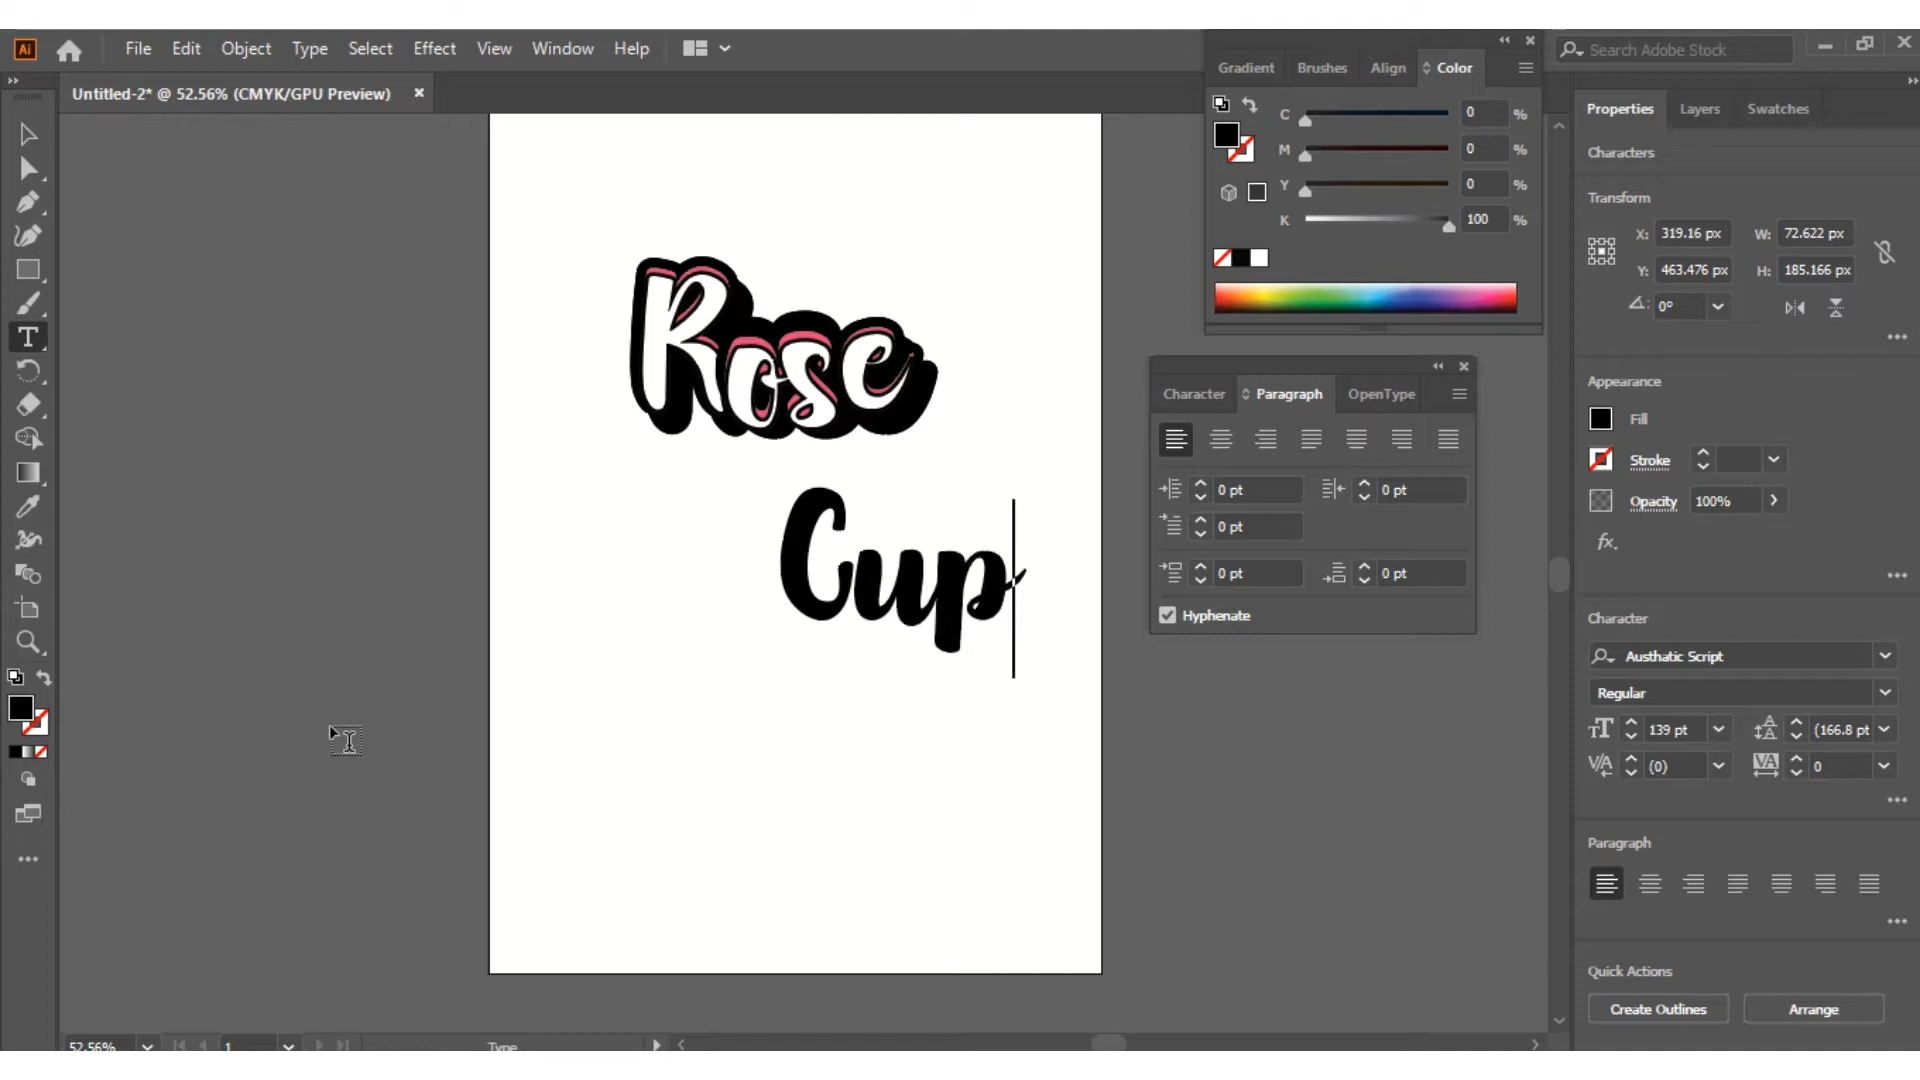 Ai File Edit Object Type Select Effect View Window Help Search Adobe Stock
Untitled-2* @ 52.56% (CMYK/GPU Preview) ×
Gradient Brushes Align Color
C 0 %
M 0 %
Y 0 %
K 100 %
Properties Layers Swatches
Characters
Transform
X: 319.16 px W: 72.622 px
Y: 463.476 px H: 185.166 px
0°
Rose
Cup
Character Paragraph OpenType
0 pt 0 pt
0 pt
0 pt 0 pt
Hyphenate
Appearance
Fill
Stroke
Opacity 100%
fx.
Character
Austhatic Script
Regular
139 pt (166.8 pt
(0) 0
Paragraph
Quick Actions
Create Outlines Arrange
52.56% 1 Type